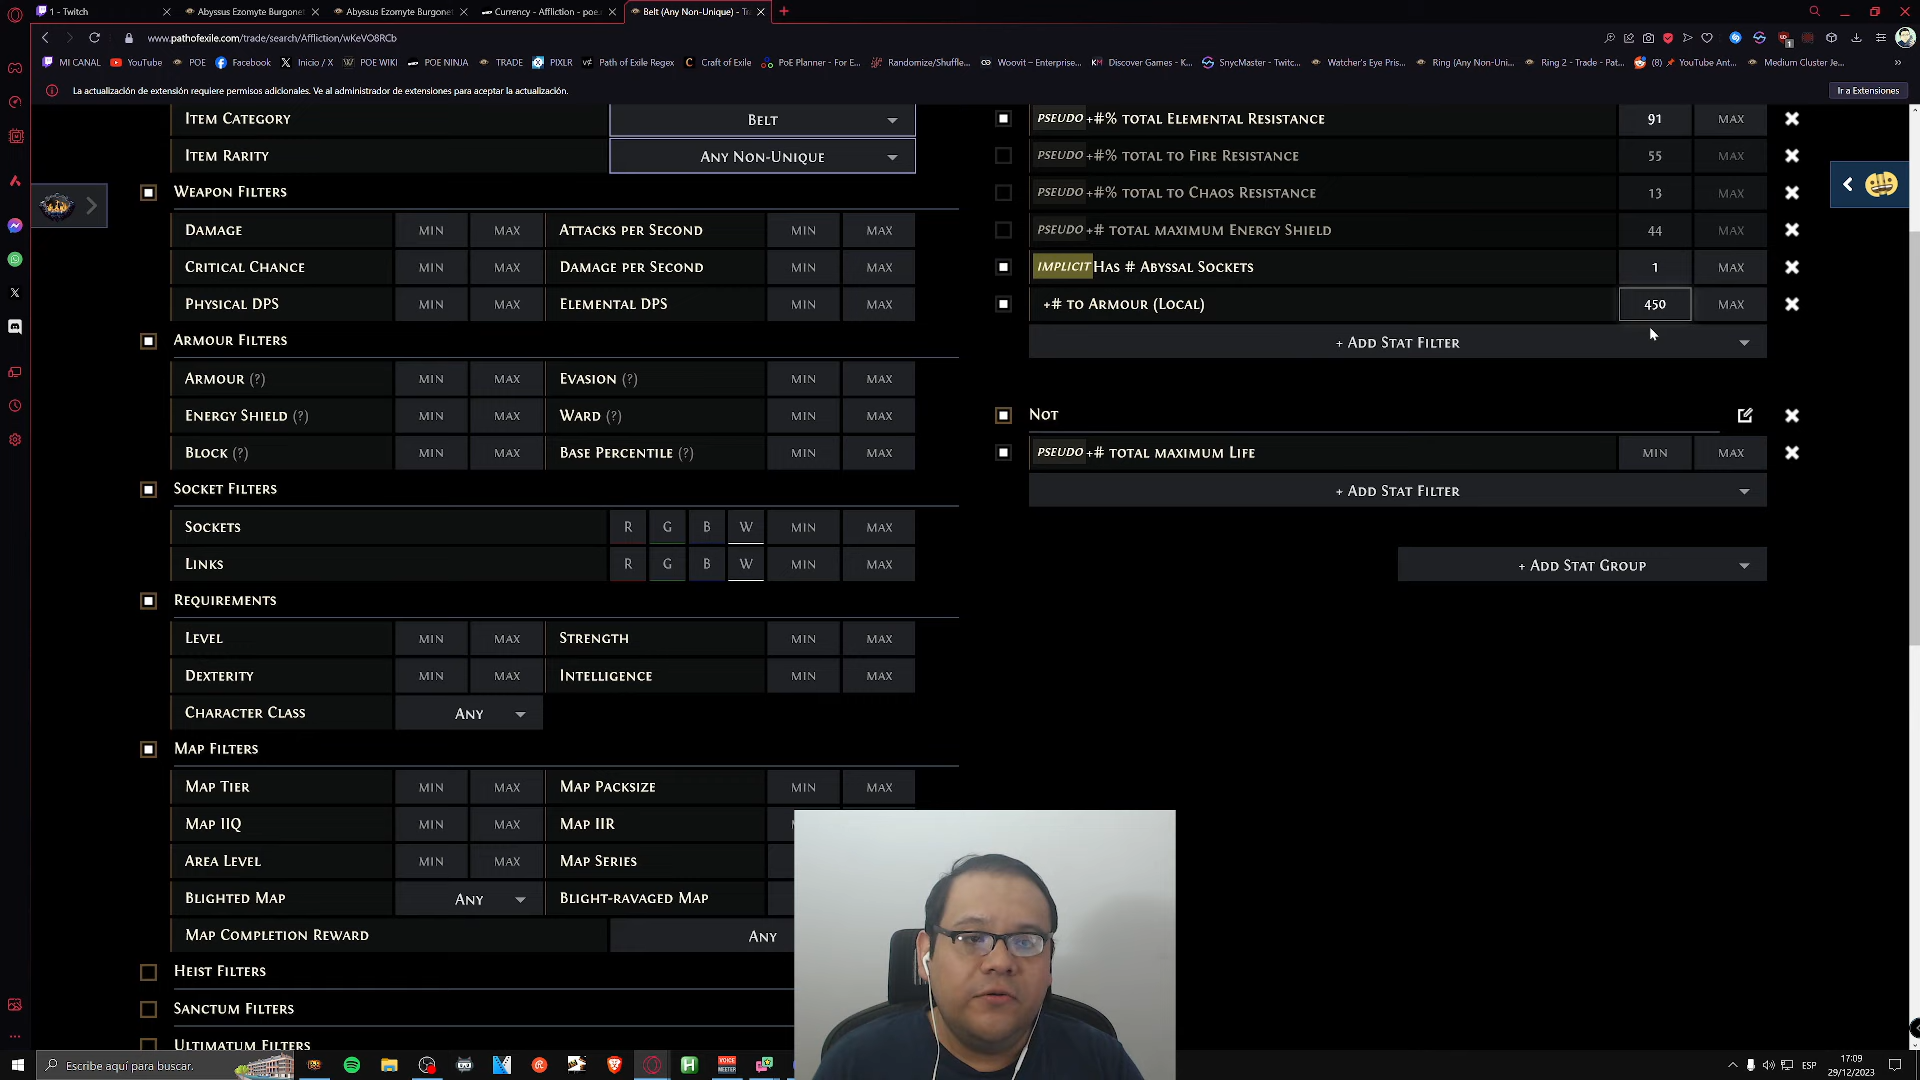 1 - Twitch
Abyssus Ezomyte Burgonet
Abyssus Ezomyte Burgonet
Currency - Affliction - poe.
Belt (Any Non-Unique) - Tr
www.pathofexile.com/trade/search/Affliction/wKeVO8RCb
MI CANAL
YouTube
POE
Facebook
Inicio / X
POE WIKI
POE NINJA
TRADE
PIXLR
Path of Exile Regex
Craft of Exile
PoE Planner - For E...
Randomize/Shuffle...
Woovit – Enterprise...
Discover Games - K...
SnycMaster - Twitc...
Watcher's Eye Pris...
Ring (Any Non-Uni...
Ring 2 - Trade - Pat...
(8) 📌 YouTube Ant...
Medium Cluster Je...
La actualización de extensión requiere permisos adicionales. Ve al administrador de extensiones para aceptar la actualización.
Ir a Extensiones
Item Category
Belt
Item Rarity
Any Non-Unique
Weapon Filters
Damage MIN MAX Attacks per Second MIN MAX
Critical Chance MIN MAX Damage per Second MIN MAX
Physical DPS MIN MAX Elemental DPS MIN MAX
Armour Filters
Armour (?) MIN MAX Evasion (?) MIN MAX
Energy Shield (?) MIN MAX Ward (?) MIN MAX
Block (?) MIN MAX Base Percentile (?) MIN MAX
Socket Filters
Sockets R G B W MIN MAX
Links R G B W MIN MAX
Requirements
Level MIN MAX Strength MIN MAX
Dexterity MIN MAX Intelligence MIN MAX
Character Class Any
Map Filters
Map Tier MIN MAX Map Packsize MIN MAX
Map IIQ MIN MAX Map IIR
Area Level MIN MAX Map Series
Blighted Map Any Blight-ravaged Map
Map Completion Reward Any
Heist Filters
Sanctum Filters
Ultimatum Filters
PSEUDO +#% total Elemental Resistance 91 MAX
PSEUDO +#% total to Fire Resistance 55 MAX
PSEUDO +#% total to Chaos Resistance 13 MAX
PSEUDO +# total maximum Energy Shield 44 MAX
IMPLICIT Has # Abyssal Sockets 1 MAX
+# to Armour (Local) 450 MAX
+ Add Stat Filter
Not
PSEUDO +# total maximum Life MIN MAX
+ Add Stat Filter
+ Add Stat Group
Escribe aquí para buscar.
ESP
17:09
29/12/2023